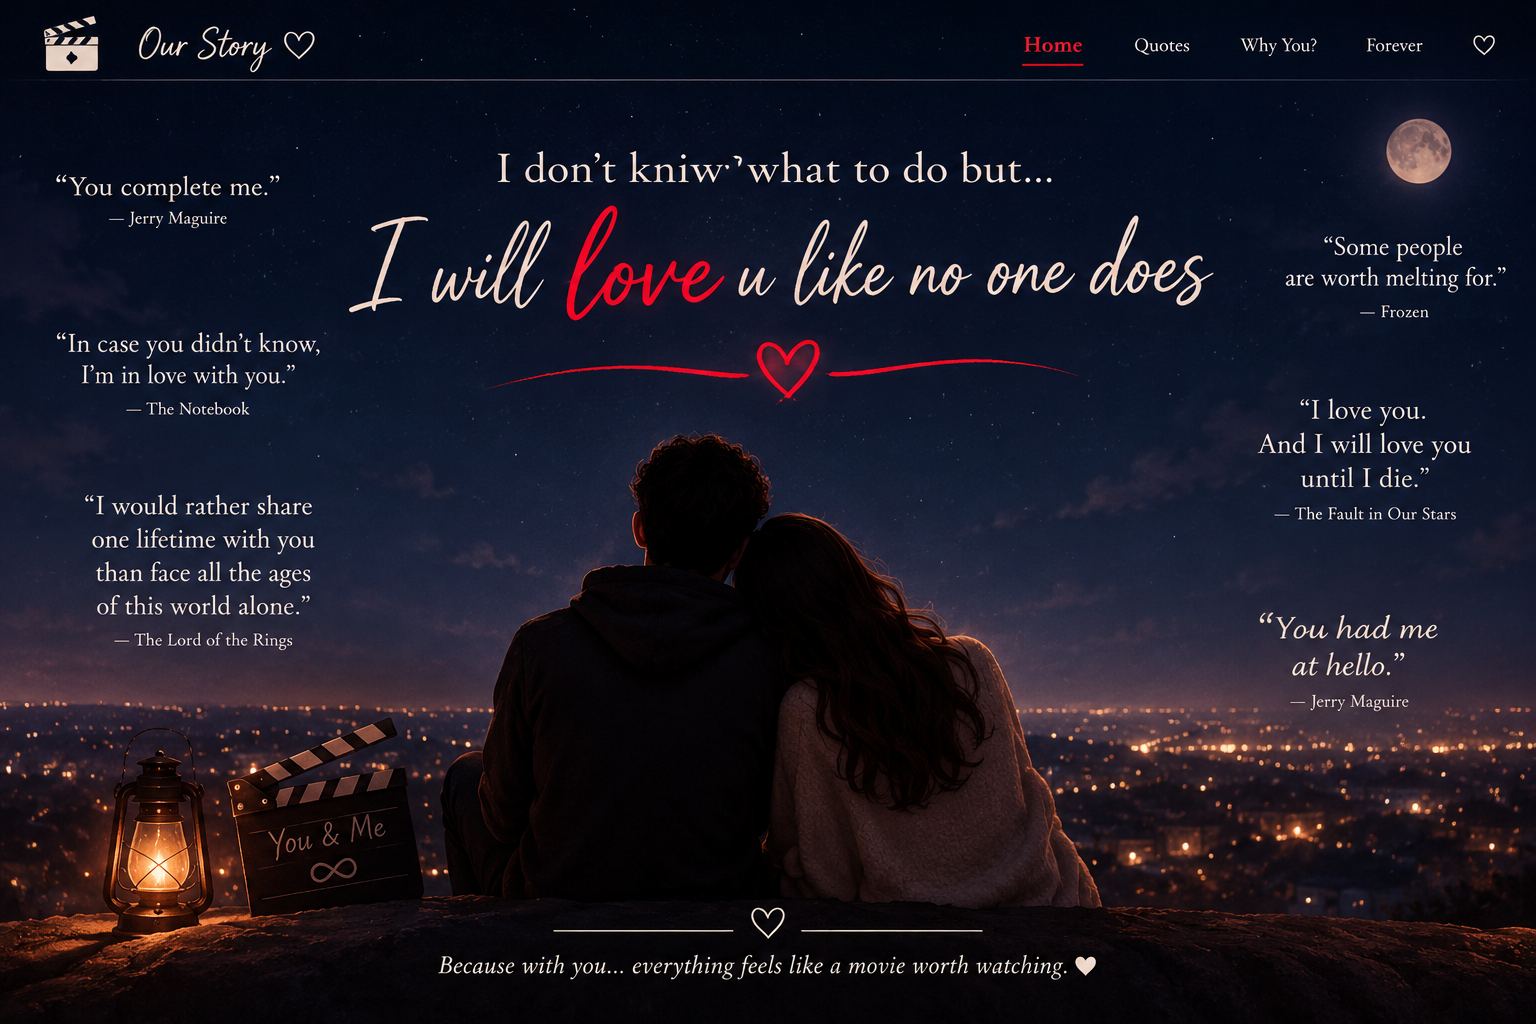 Our Story
Home Quotes Why You? Forever
I don’t kniw·’what to do but...
I will love u like no one does
“You complete me.”
— Jerry Maguire
“In case you didn’t know,
I’m in love with you.”
— The Notebook
“I would rather share
one lifetime with you
than face all the ages
of this world alone.”
— The Lord of the Rings
“Some people
are worth melting for.”
— Frozen
“I love you.
And I will love you
until I die.”
— The Fault in Our Stars
“You had me
at hello.”
— Jerry Maguire
You & Me
Because with you... everything feels like a movie worth watching.